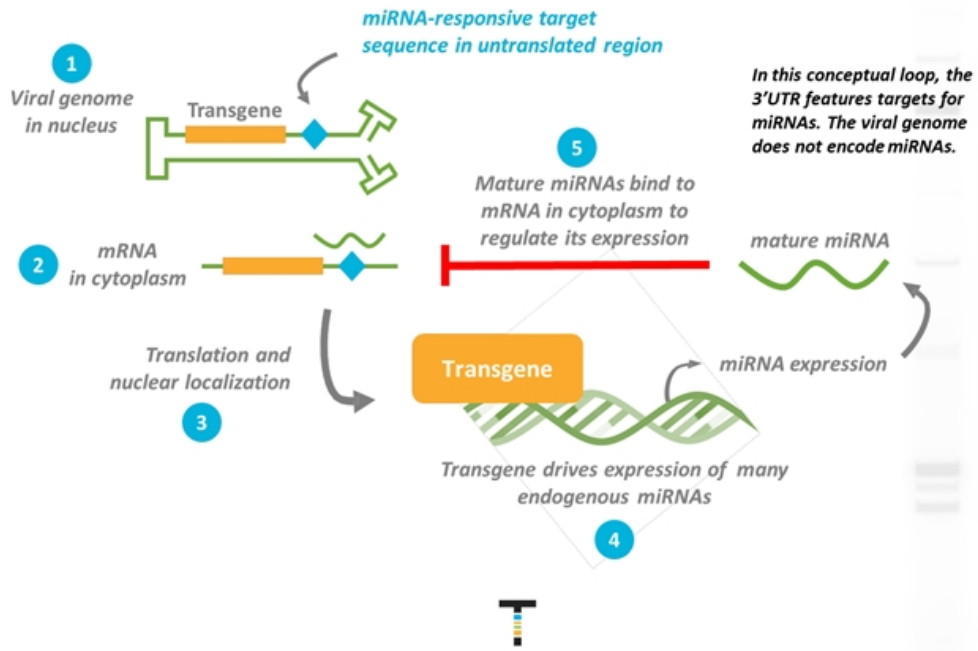 miRNA-responsive target
sequence in untranslated region
1
Viral genome
in nucleus
Transgene
In this conceptual loop, the
3’UTR features targets for
miRNAs. The viral genome
does not encode miRNAs.
5
Mature miRNAs bind to
mRNA in cytoplasm to
regulate its expression
2
mRNA
in cytoplasm
mature miRNA
Translation and
nuclear localization
3
Transgene
miRNA expression
Transgene drives expression of many
endogenous miRNAs
4